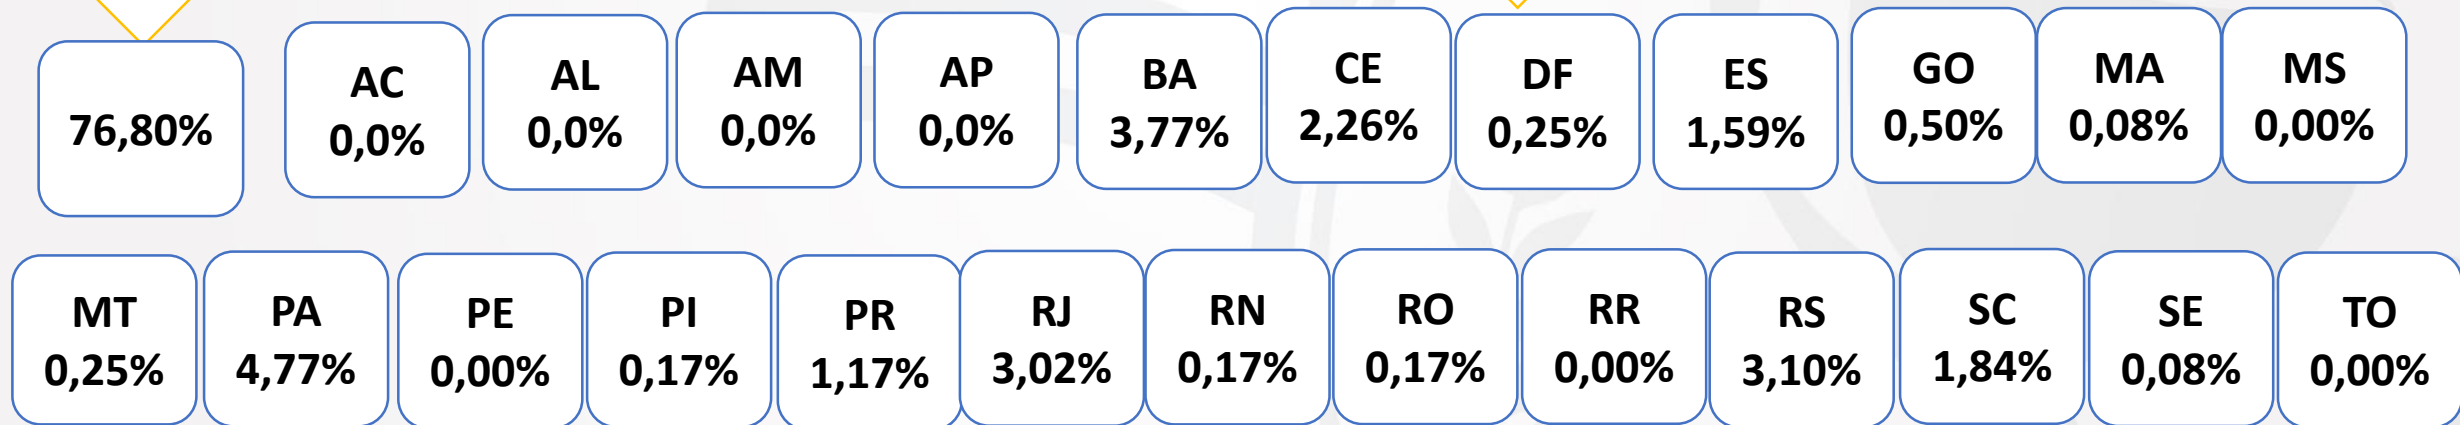 76,80%
AC
0,0%
AL
0,0%
AM
0,0%
AP
0,0%
BA
3,77%
CE
2,26%
DF
0,25%
ES
1,59%
GO
0,50%
MA
0,08%
MS
0,00%
MT
0,25%
PA
4,77%
PE
0,00%
PI
0,17%
PR
1,17%
RJ
3,02%
RN
0,17%
RO
0,17%
RR
0,00%
RS
3,10%
SC
1,84%
SE
0,08%
TO
0,00%